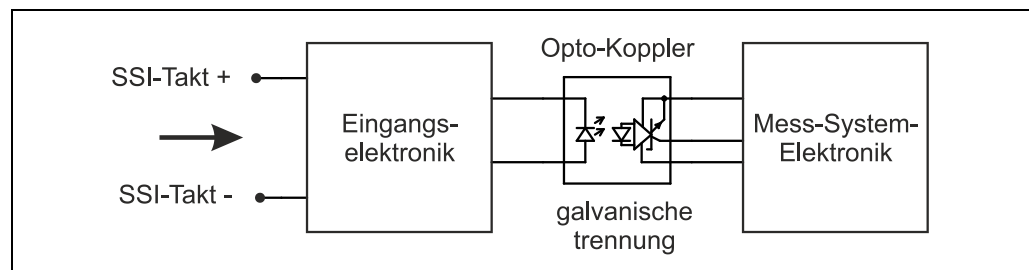 Opto-Koppler
SSI-Takt +
Eingangs-
elektronik
Mess-System-
Elektronik
SSI-Takt -
galvanische
trennung